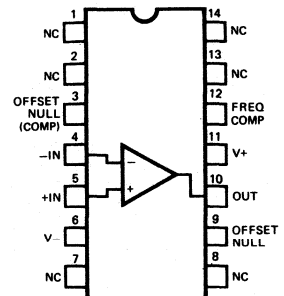 1
NC
2
NC
3
OFFSET
NULL
(COMP)
4
–IN
5
+IN
6
V–
7
NC
–
+
14
NC
13
NC
12
FREQ
COMP
11
V+
10
OUT
9
OFFSET
NULL
8
NC